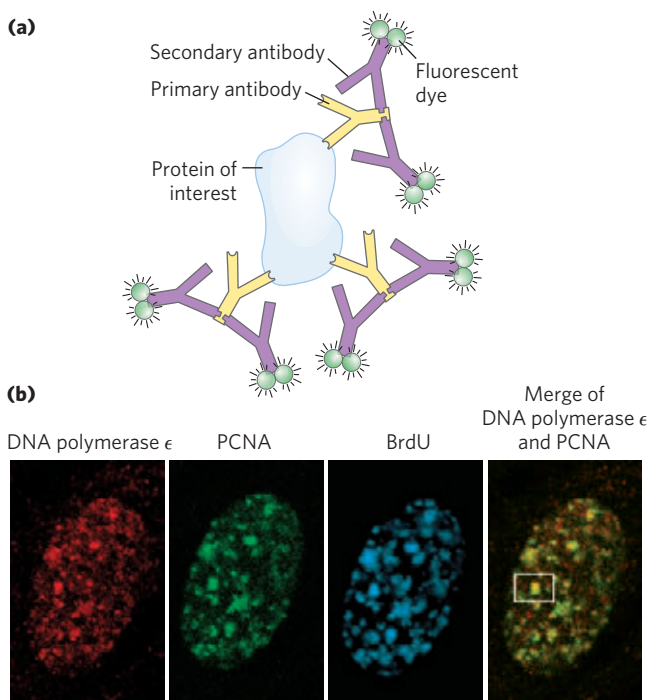 (a)
Secondary antibody
Primary antibody
Fluorescent
dye
Protein of
interest
(b)
DNA polymerase ϵ
PCNA
BrdU
Merge of
DNA polymerase ϵ
and PCNA